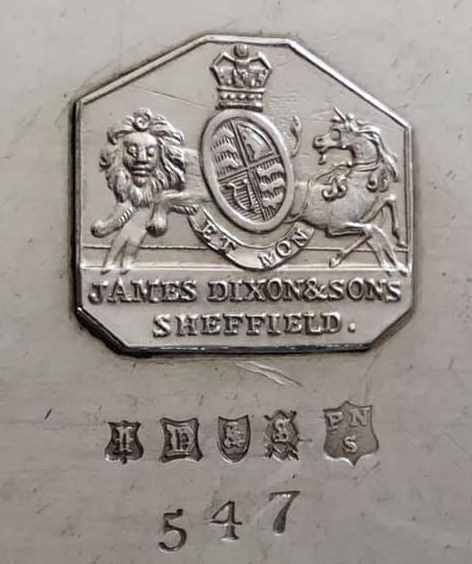 ET MON
JAMES DIXON&SONS
SHEFFIELD.
I D & S PN
S
547